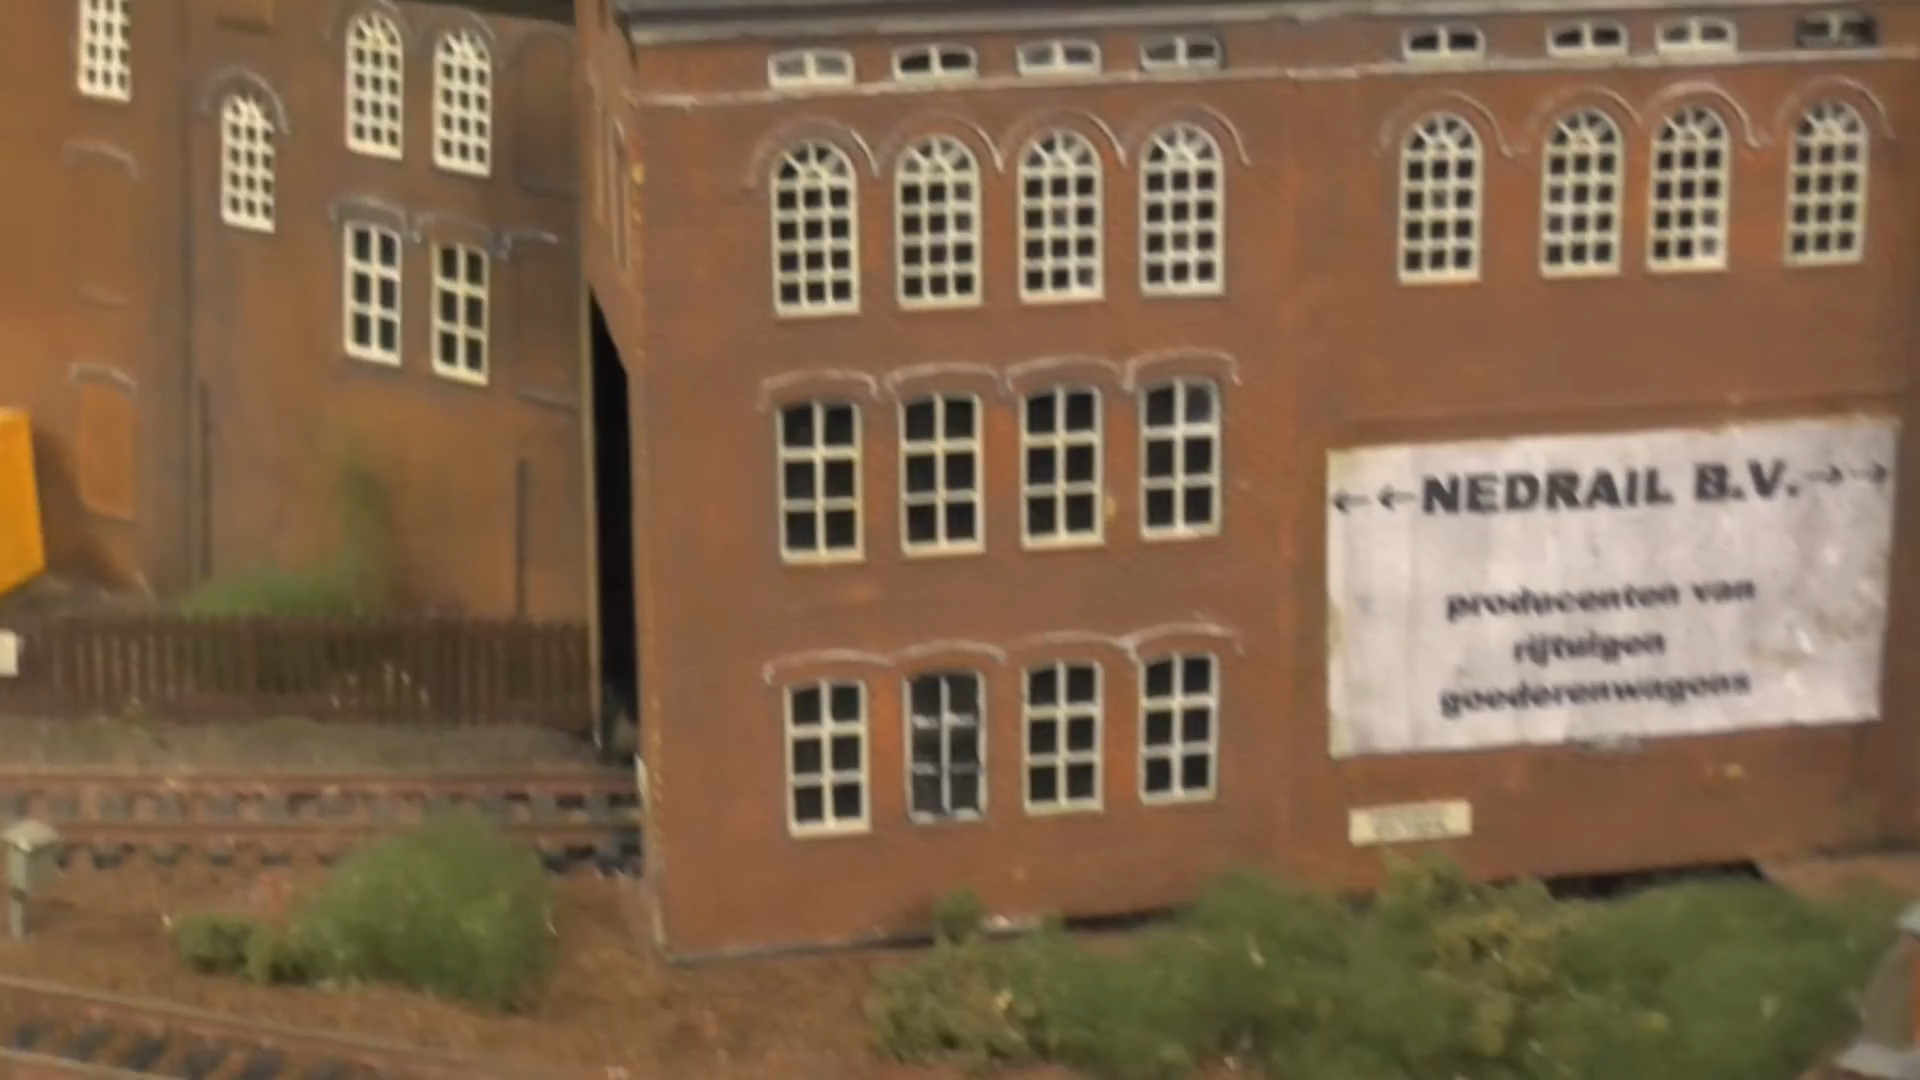 ←←NEDRAIL B.V.→→
producenten van
rijtuigen
goederenwagons